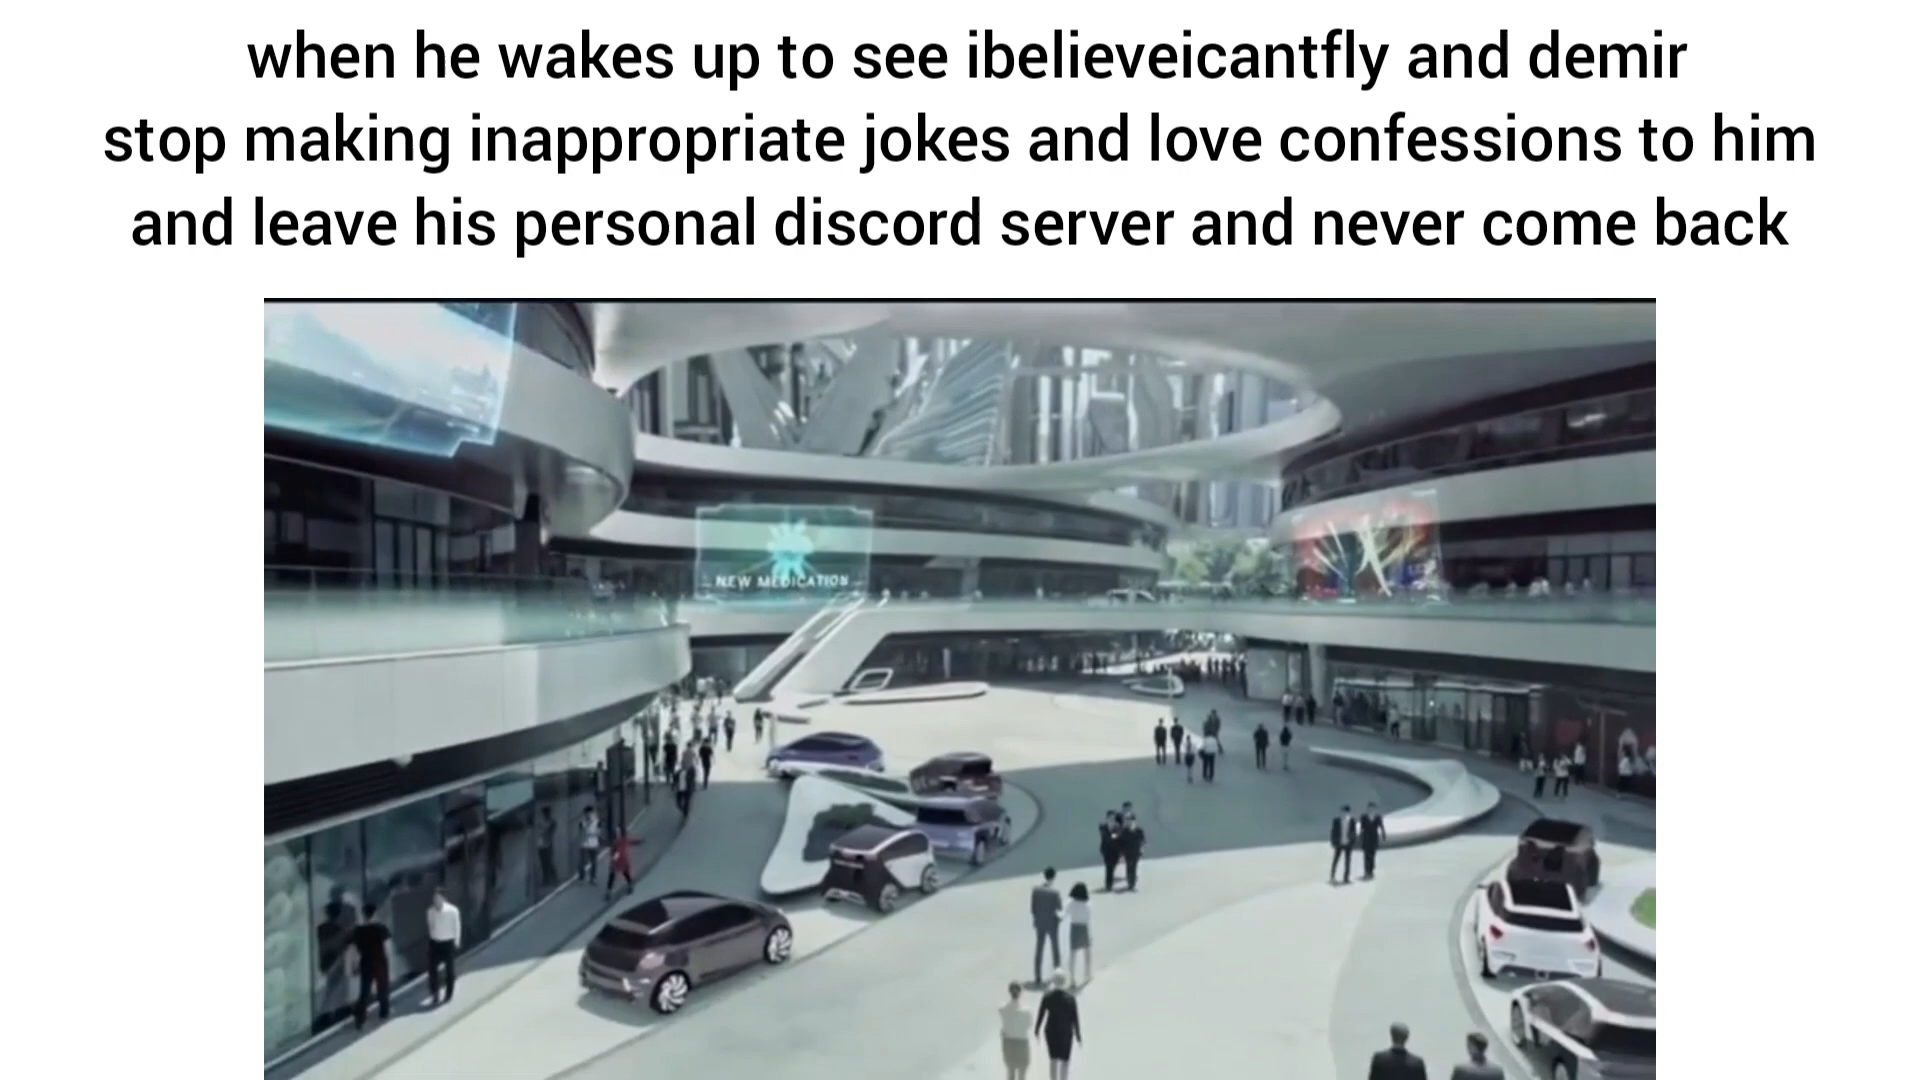 when he wakes up to see ibelieveicantfly and demir
stop making inappropriate jokes and love confessions to him
and leave his personal discord server and never come back
NEW MEDICATION